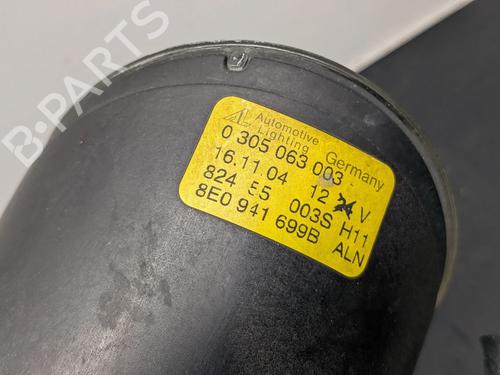 B-PARTS
AL Automotive Lighting Germany
0 305 063 003
16.11.04 12 24 V
824 55 003S H11
8E0 941 699B ALN